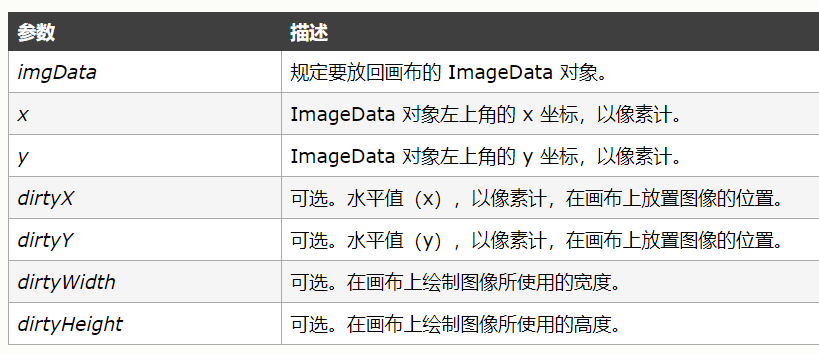 参数 描述
imgData 规定要放回画布的 ImageData 对象。
x ImageData 对象左上角的 x 坐标，以像素计。
y ImageData 对象左上角的 y 坐标，以像素计。
dirtyX 可选。水平值（x），以像素计，在画布上放置图像的位置。
dirtyY 可选。水平值（y），以像素计，在画布上放置图像的位置。
dirtyWidth 可选。在画布上绘制图像所使用的宽度。
dirtyHeight 可选。在画布上绘制图像所使用的高度。